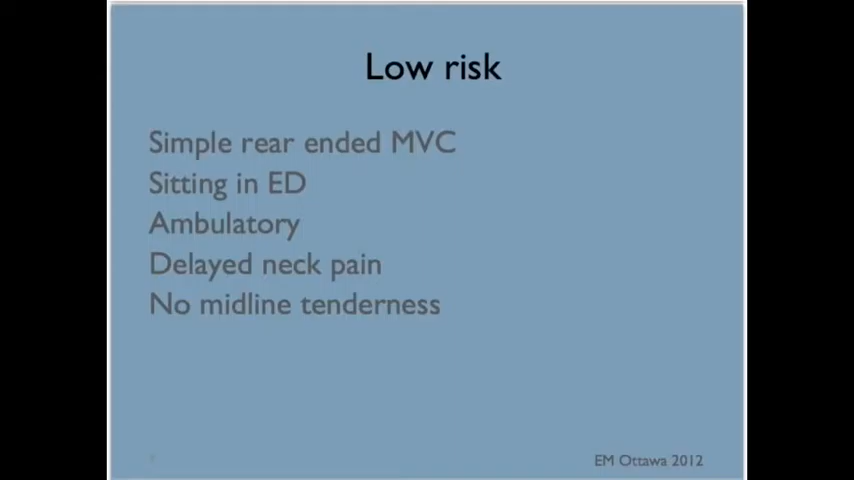 Low risk
Simple rear ended MVC
Sitting in ED
Ambulatory
Delayed neck pain
No midline tenderness
EM Ottawa 2012